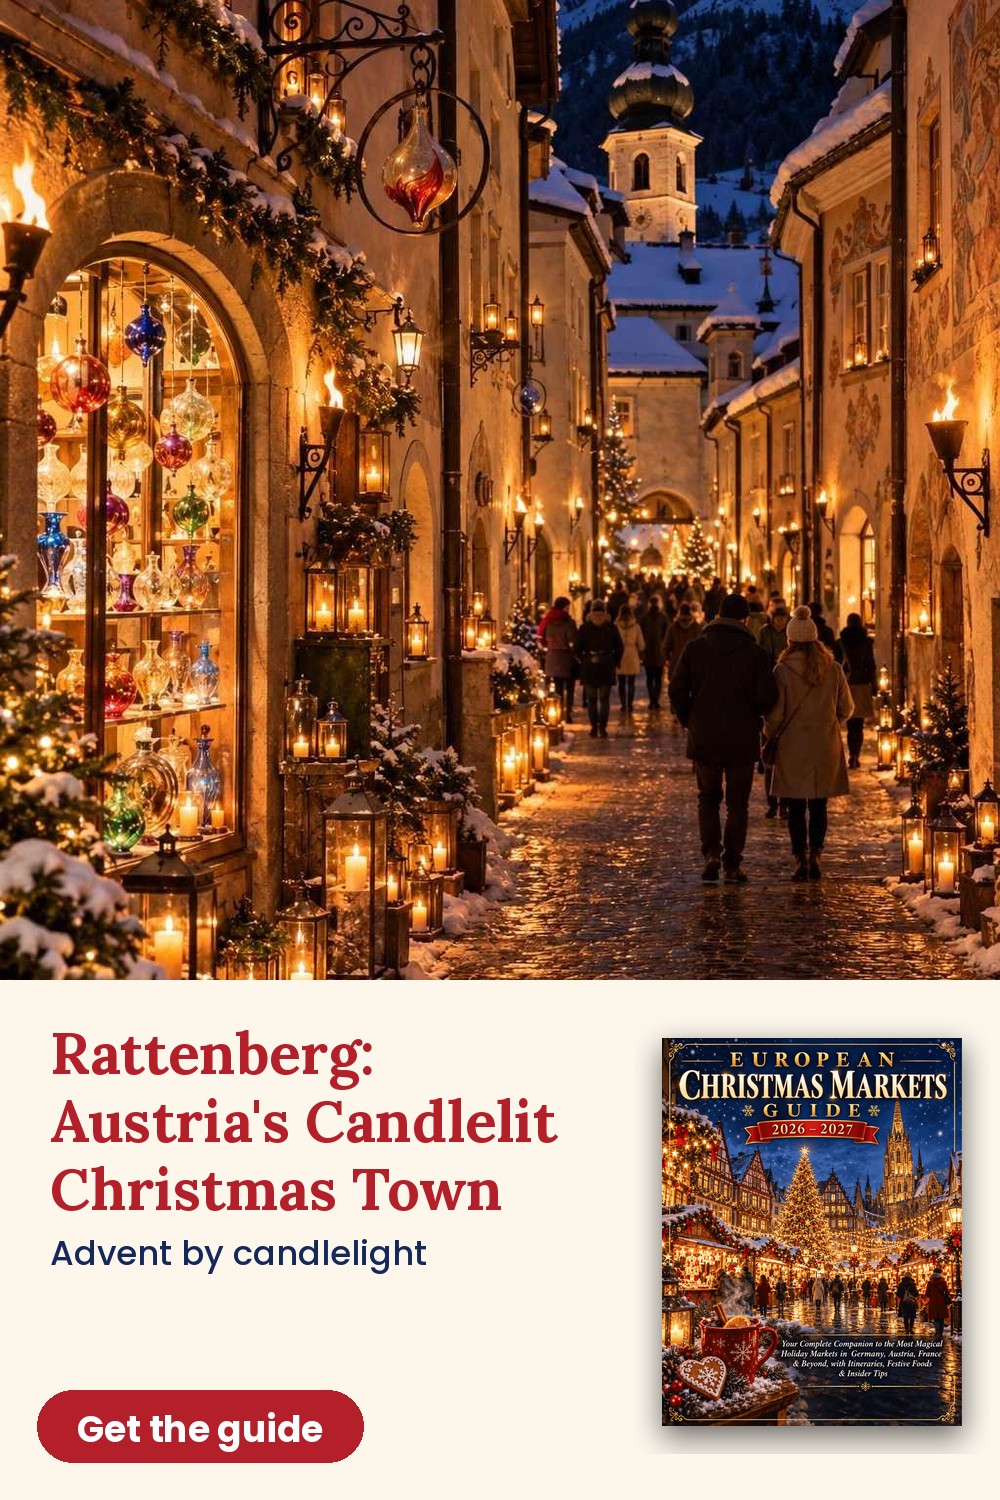 Rattenberg:
Austria's Candlelit
Christmas Town
Advent by candlelight
Get the guide
EUROPEAN
CHRISTMAS MARKETS
GUIDE
2026 – 2027
Your Complete Companion to the Most Magical
Holiday Markets in Germany, Austria, France
& Beyond, with Itineraries, Festive Foods
& Insider Tips